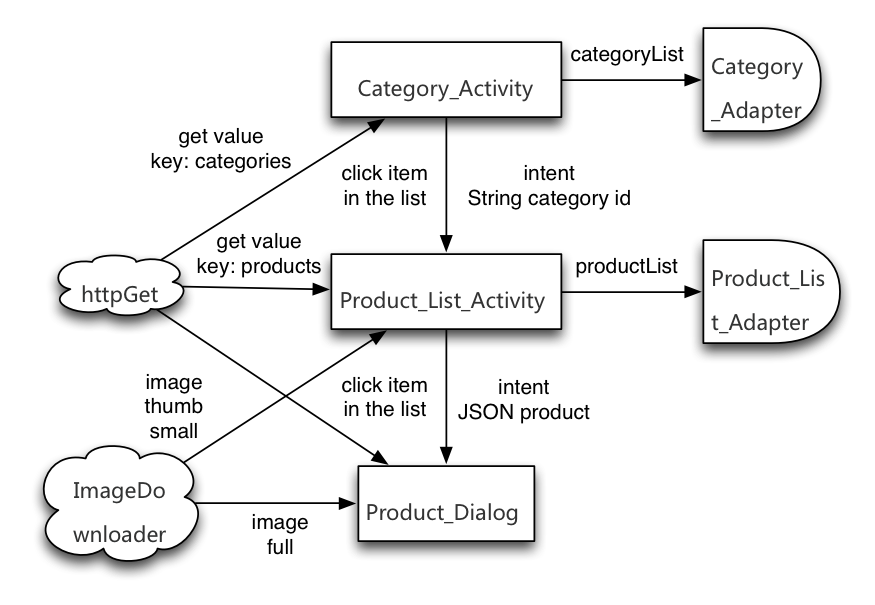 categoryList
Category
_Adapter
Category_Activity
get value
key: categories
click item
in the list
intent
String category id
get value
key: products
productList
httpGet
Product_List_Activity
Product_Lis
t_Adapter
image
thumb
small
click item
in the list
intent
JSON product
ImageDo
wnloader
image
full
Product_Dialog